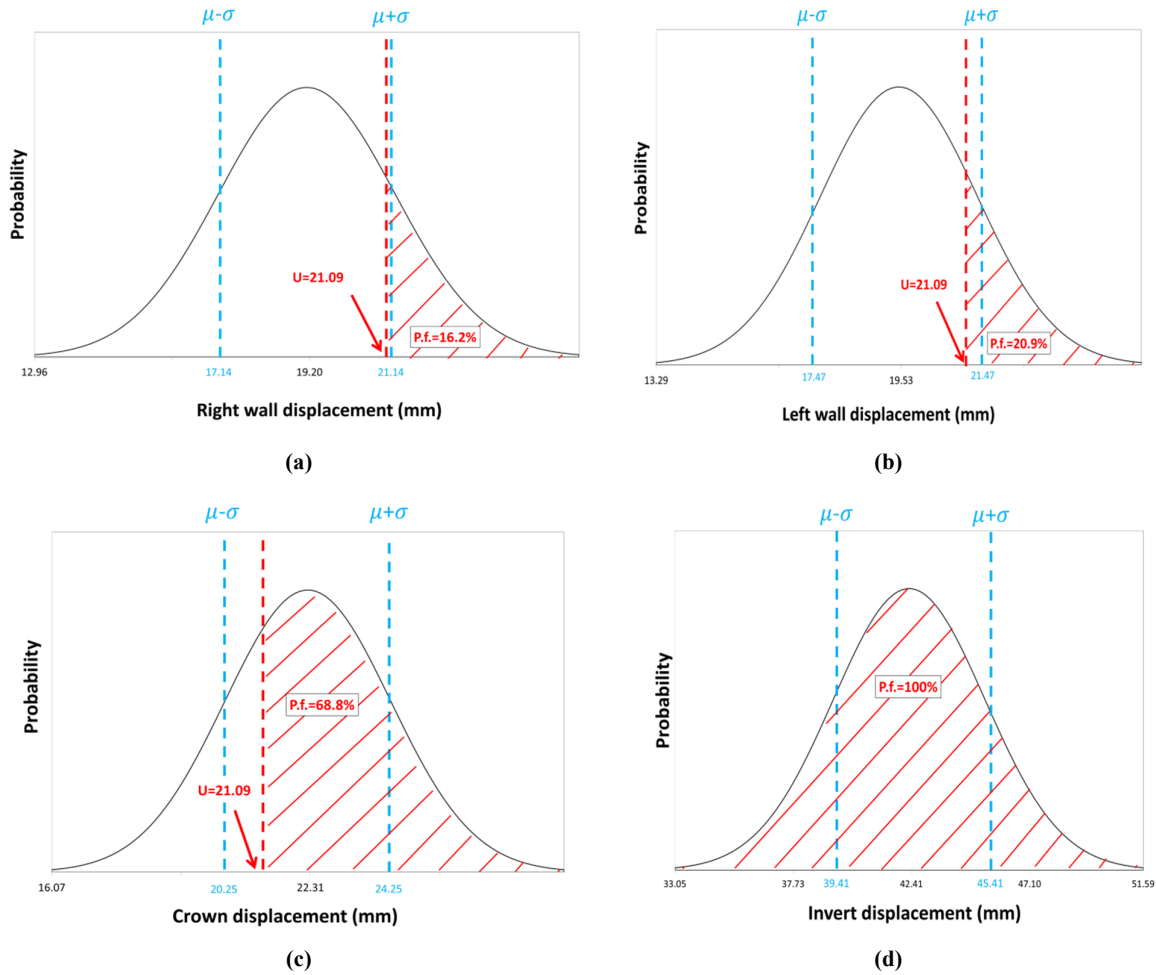 μ-σ
μ+σ
Probability
U=21.09
P.f.=16.2%
12.96
17.14
19.20
21.14
Right wall displacement (mm)
(a)
μ-σ
μ+σ
Probability
U=21.09
P.f.=20.9%
13.29
17.47
19.53
21.47
Left wall displacement (mm)
(b)
μ-σ
μ+σ
Probability
P.f.=68.8%
U=21.09
16.07
20.25
22.31
24.25
Crown displacement (mm)
(c)
μ-σ
μ+σ
Probability
P.f.=100%
33.05
37.73
39.41
42.41
45.41
47.10
51.59
Invert displacement (mm)
(d)